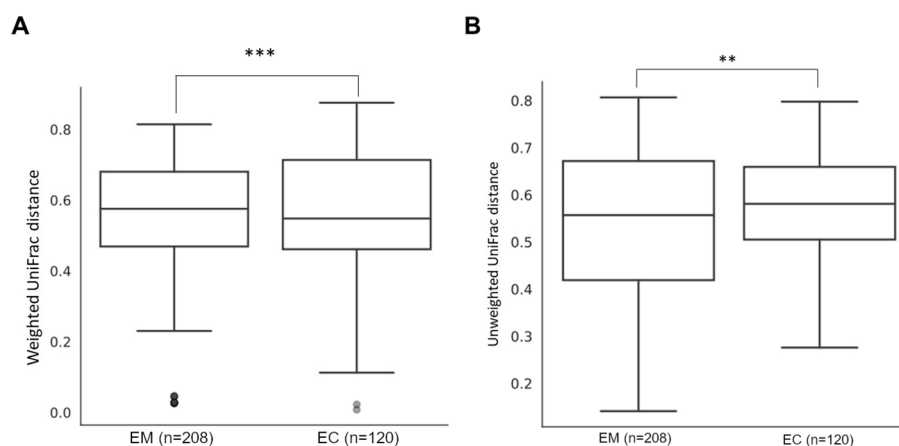 A
***
Weighted UniFrac distance
0.8
0.6
0.4
0.2
0.0
EM (n=208)
EC (n=120)
B
**
Unweighted UniFrac distance
0.8
0.7
0.6
0.5
0.4
0.3
0.2
EM (n=208)
EC (n=120)